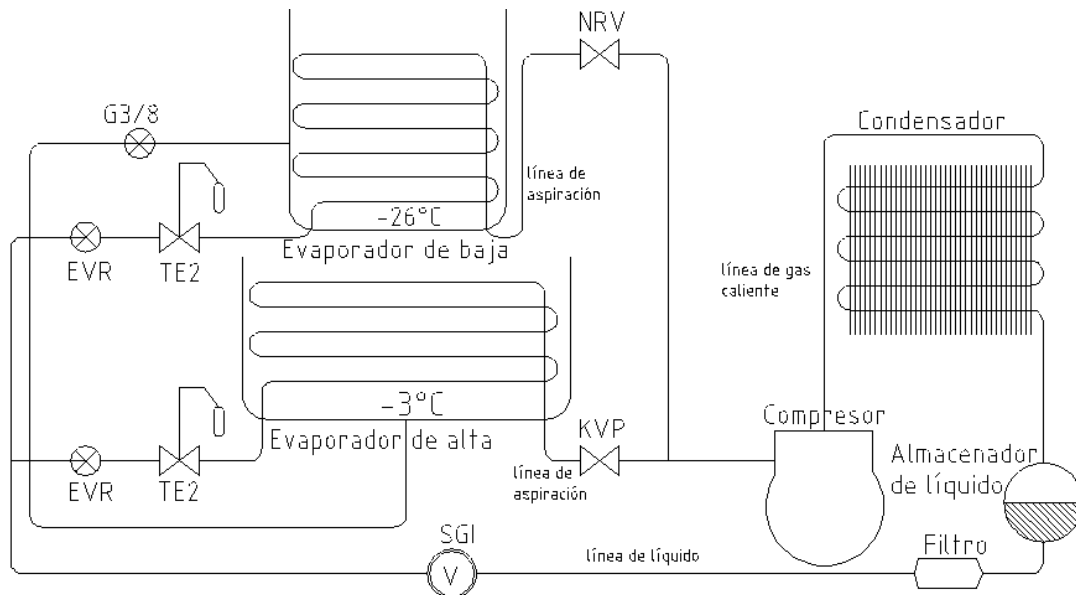 NRV
G3/8
Condensador
línea de
aspiración
-26°C
Evaporador de baja
EVR
TE2
línea de gas
caliente
-3°C
Evaporador de alta
Compresor
KVP
EVR
TE2
línea de
aspiración
Almacenador
de líquido
SGI
V
línea de líquido
Filtro